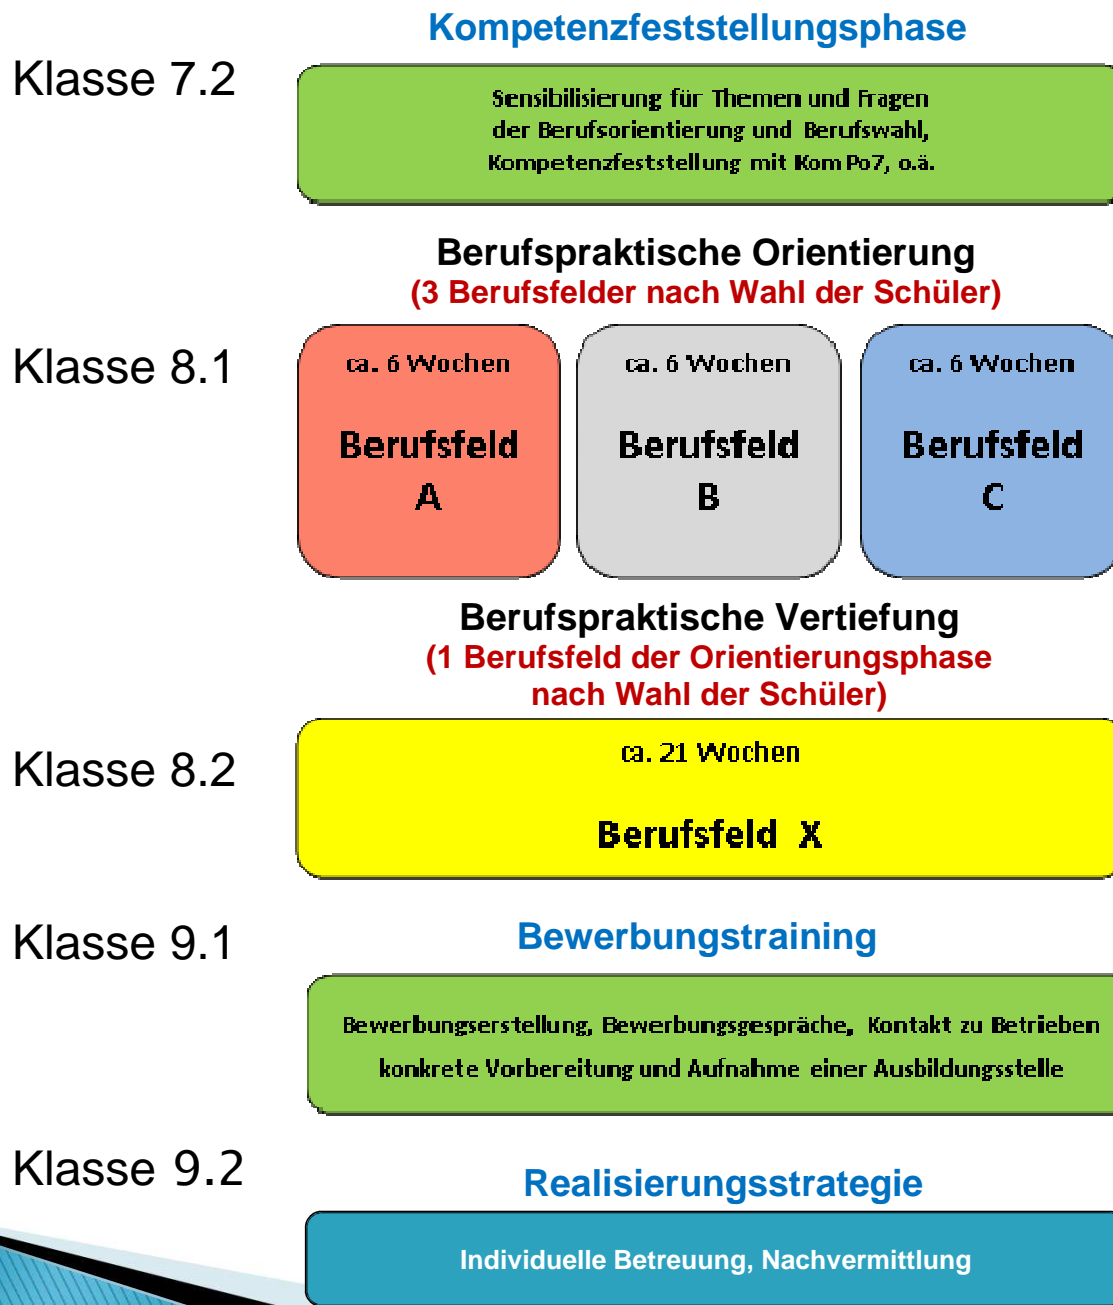 Kompetenzfeststellungsphase
Klasse 7.2
Sensibilisierung für Themen und Fragen
der Berufsorientierung und Berufswahl,
Kompetenzfeststellung mit KomPo7, o.ä.
Berufspraktische Orientierung
(3 Berufsfelder nach Wahl der Schüler)
Klasse 8.1
ca. 6 Wochen
Berufsfeld
A
ca. 6 Wochen
Berufsfeld
B
ca. 6 Wochen
Berufsfeld
C
Berufspraktische Vertiefung
(1 Berufsfeld der Orientierungsphase
nach Wahl der Schüler)
Klasse 8.2
ca. 21 Wochen
Berufsfeld X
Klasse 9.1
Bewerbungstraining
Bewerbungserstellung, Bewerbungsgespräche, Kontakt zu Betrieben
konkrete Vorbereitung und Aufnahme einer Ausbildungsstelle
Klasse 9.2
Realisierungsstrategie
Individuelle Betreuung, Nachvermittlung